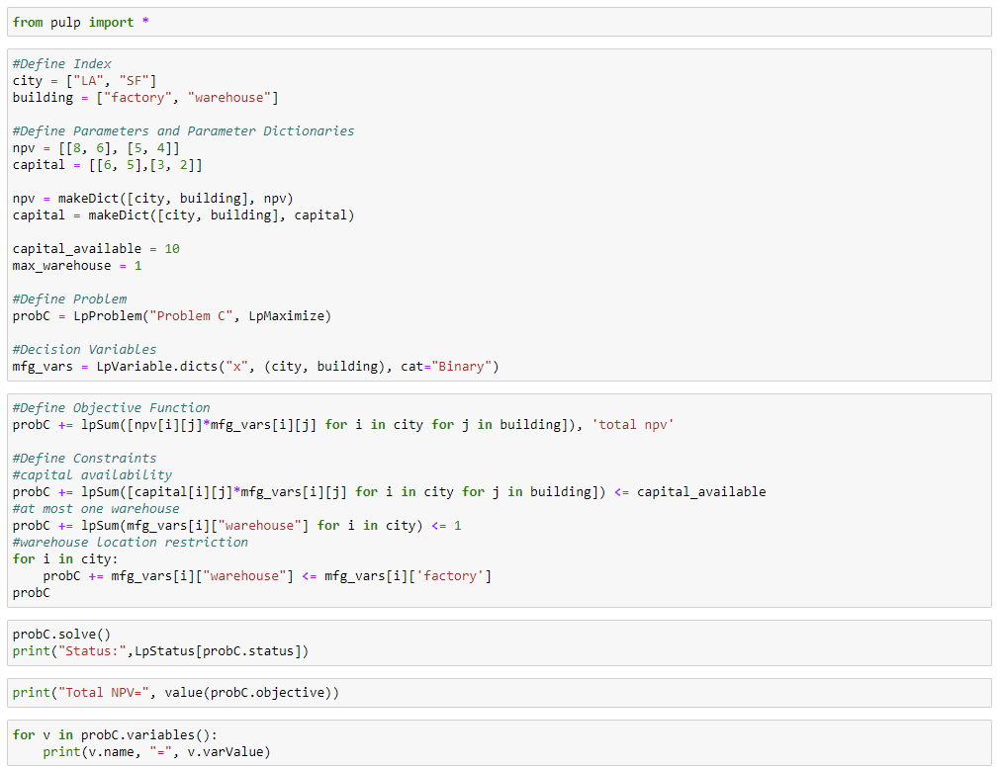 from pulp import *
#Define Index
city = ["LA", "SF"]
building = ["factory", "warehouse"]
#Define Parameters and Parameter Dictionaries
npv = [[8, 6], [5, 4]]
capital = [[6, 5],[3, 2]]
npv = makeDict([city, building], npv)
capital = makeDict([city, building], capital)
capital_available = 10
max_warehouse = 1
#Define Problem
probC = LpProblem("Problem C", LpMaximize)
#Decision Variables
mfg_vars = LpVariable.dicts("x", (city, building), cat="Binary")
#Define Objective Function
probC += lpSum([npv[i][j]*mfg_vars[i][j] for i in city for j in building]), 'total npv'
#Define Constraints
#capital availability
probC += lpSum([capital[i][j]*mfg_vars[i][j] for i in city for j in building]) <= capital_available
#at most one warehouse
probC += lpSum(mfg_vars[i]["warehouse"] for i in city) <= 1
#warehouse location restriction
for i in city:
    probC += mfg_vars[i]["warehouse"] <= mfg_vars[i]['factory']
probC
probC.solve()
print("Status:",LpStatus[probC.status])
print("Total NPV=", value(probC.objective))
for v in probC.variables():
    print(v.name, "=", v.varValue)